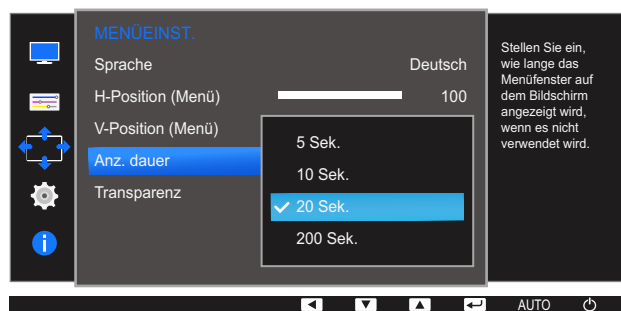 MENÜEINST.
Sprache Deutsch
H-Position (Menü) 100
V-Position (Menü)
Anz. dauer
Transparenz
5 Sek.
10 Sek.
20 Sek.
200 Sek.
Stellen Sie ein,
wie lange das
Menüfenster auf
dem Bildschirm
angezeigt wird,
wenn es nicht
verwendet wird.
AUTO